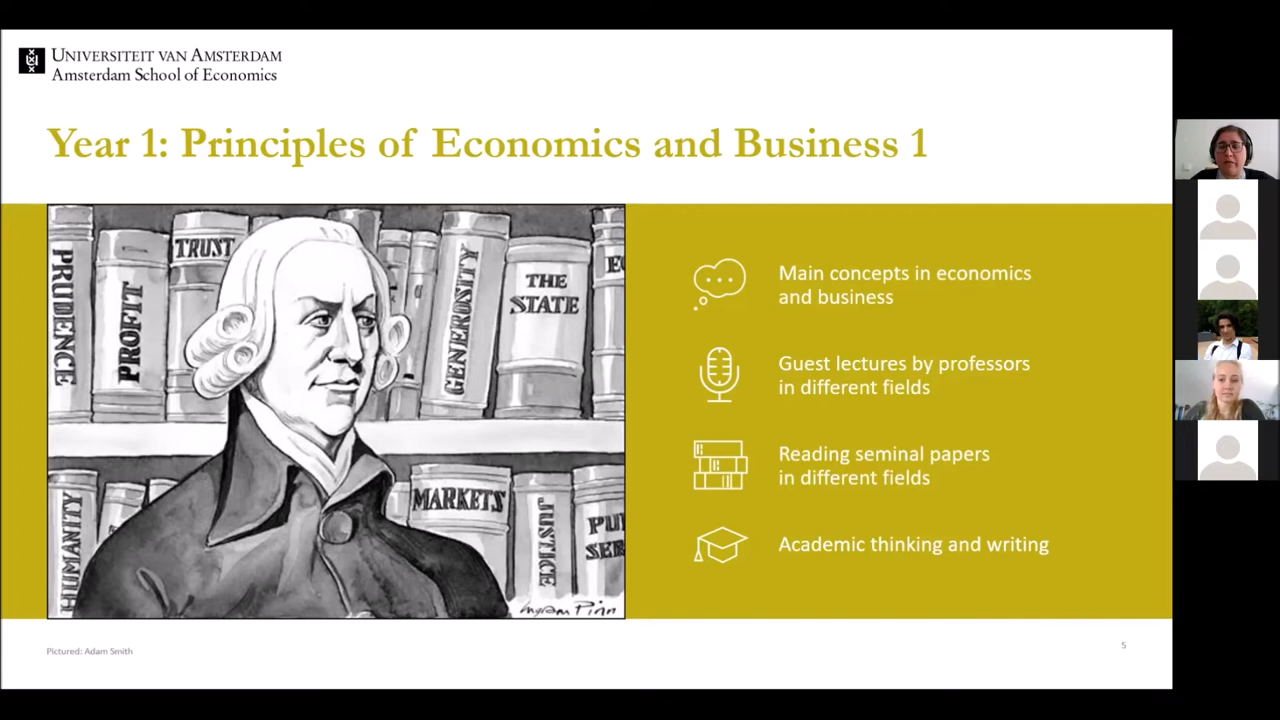 UNIVERSITEIT VAN AMSTERDAM
Amsterdam School of Economics
Year 1: Principles of Economics and Business 1
PRUDENCE
PROFIT
TRUST
GENEROSITY
THE
STATE
HUMANITY
MARKETS
JUSTICE
Ingram Pinn
Main concepts in economics
and business
Guest lectures by professors
in different fields
Reading seminal papers
in different fields
Academic thinking and writing
Pictured: Adam Smith
5